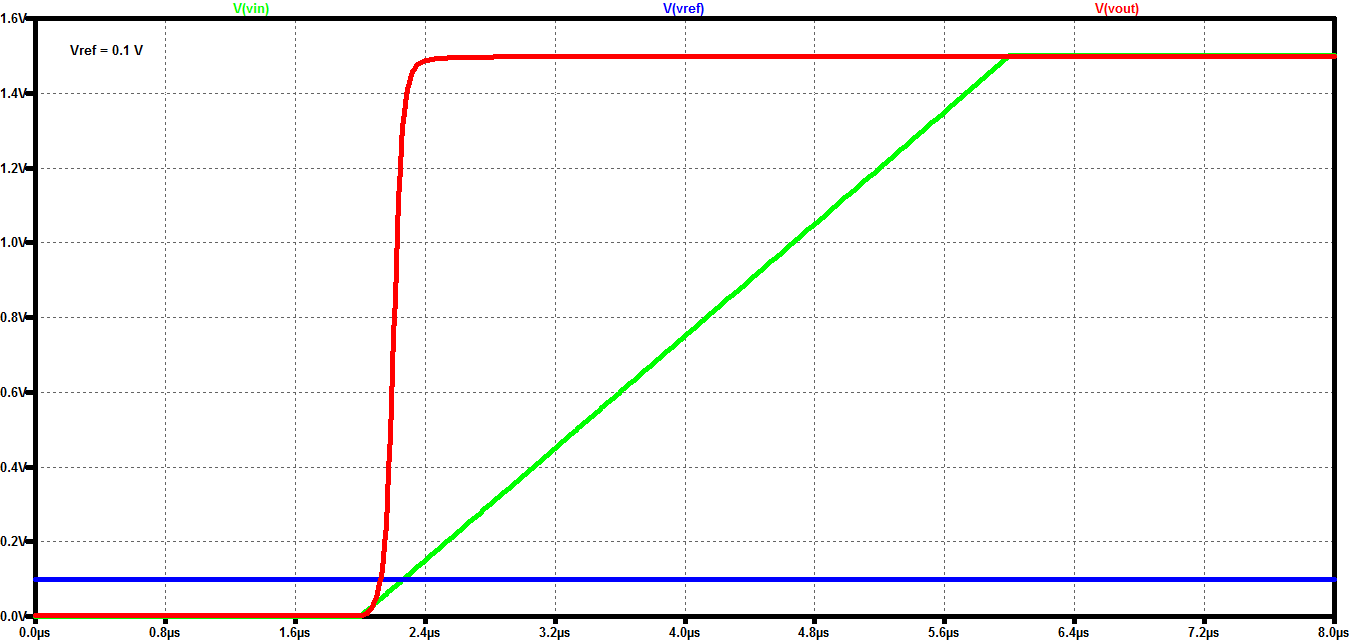 V(vin) V(vref) V(vout)
1.6V
Vref = 0.1 V
1.4V
1.2V
1.0V
0.8V
0.6V
0.4V
0.2V
0.0V
0.0µs 0.8µs 1.6µs 2.4µs 3.2µs 4.0µs 4.8µs 5.6µs 6.4µs 7.2µs 8.0µs